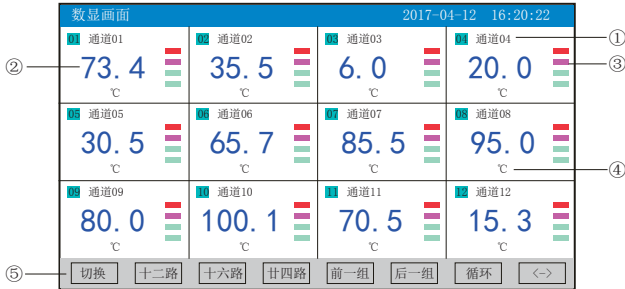 数显画面 2017-04-12 16:20:22
01 通道01 02 通道02 03 通道03 04 通道04 ①
② 73.4 35.5 6.0 20.0 ③
℃ ℃ ℃ ℃
05 通道05 06 通道06 07 通道07 08 通道08
30.5 65.7 85.5 95.0
℃ ℃ ℃ ℃ ④
09 通道09 10 通道10 11 通道11 12 通道12
80.0 100.1 70.5 15.3
℃ ℃ ℃ ℃
⑤ 切换 十二路 十六路 廿四路 前一组 后一组 循环 <->